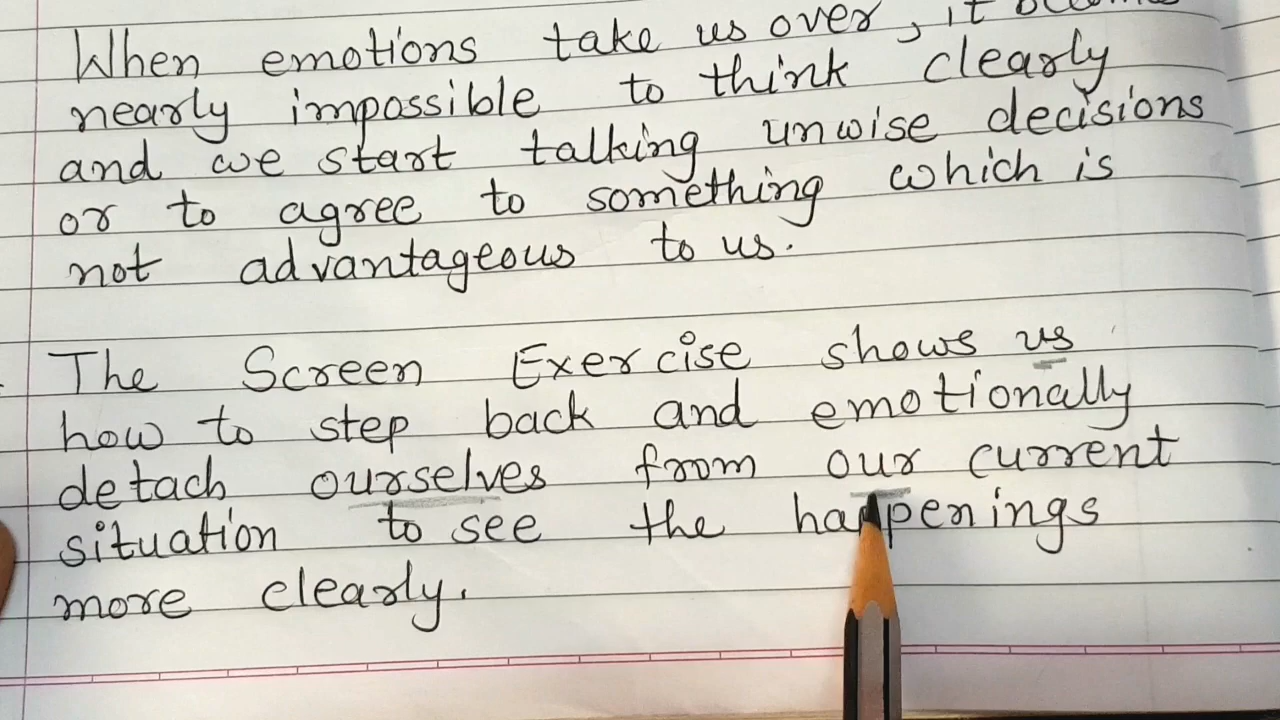 When emotions take us over, it becomes
nearly impossible to think clearly
and we start talking unwise decisions
or to agree to something which is
not advantageous to us.
The Screen Exercise shows us
how to step back and emotionally
detach ourselves from our current
situation to see the happenings
more clearly.